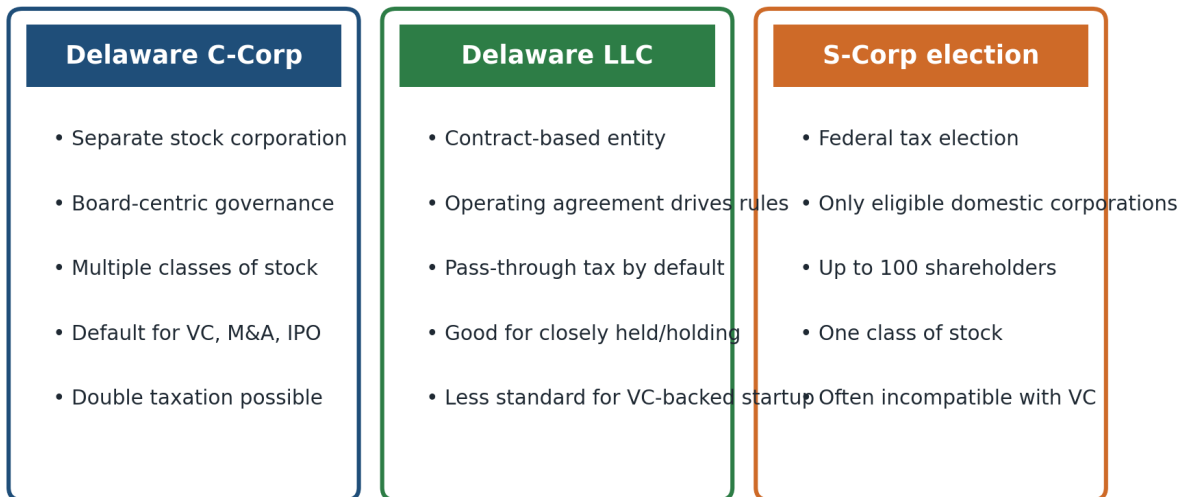 Delaware C-Corp
• Separate stock corporation
• Board-centric governance
• Multiple classes of stock
• Default for VC, M&A, IPO
• Double taxation possible
Delaware LLC
• Contract-based entity
• Operating agreement drives rules
• Pass-through tax by default
• Good for closely held/holding
• Less standard for VC-backed startup
S-Corp election
• Federal tax election
• Only eligible domestic corporations
• Up to 100 shareholders
• One class of stock
• Often incompatible with VC